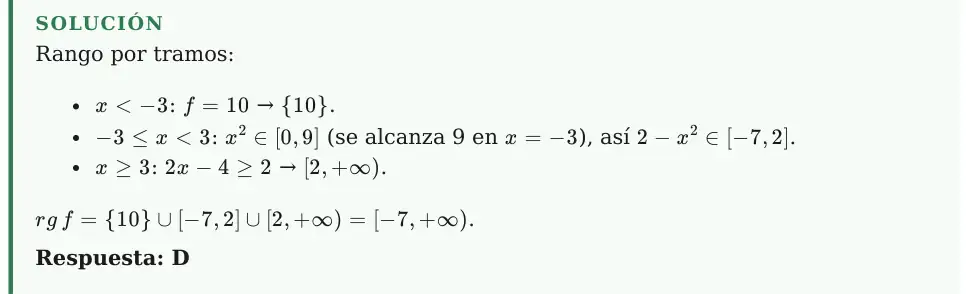 SOLUCIÓN
Rango por tramos:
• x < −3: f = 10 → {10}.
• −3 ≤ x < 3: x² ∈ [0, 9] (se alcanza 9 en x = −3), así 2 − x² ∈ [−7, 2].
• x ≥ 3: 2x − 4 ≥ 2 → [2, +∞).
rg f = {10} ∪ [−7, 2] ∪ [2, +∞) = [−7, +∞).
Respuesta: D